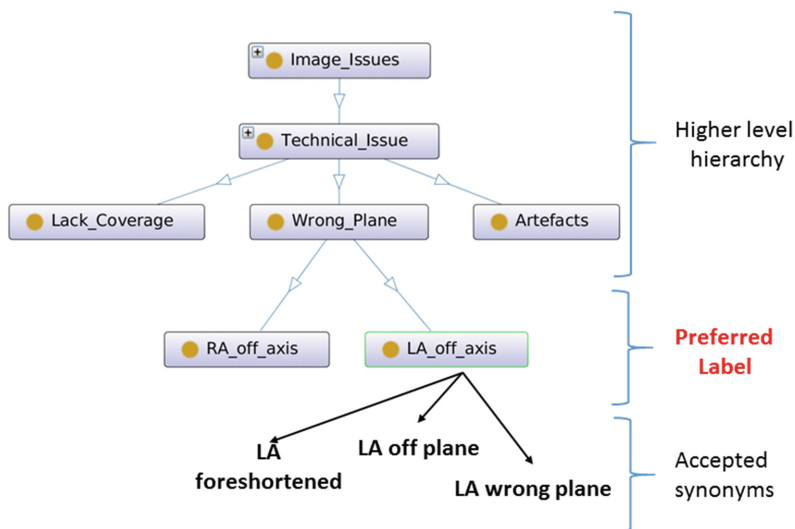 Image_Issues
Technical_Issue
Higher level
hierarchy
Lack_Coverage
Wrong_Plane
Artefacts
RA_off_axis
LA_off_axis
Preferred
Label
LA
foreshortened
LA off plane
LA wrong plane
Accepted
synonyms